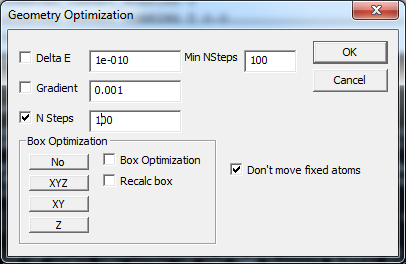 Geometry Optimization
Delta E 1e-010 Min NSteps 100 OK
Gradient 0.001 Cancel
N Steps 100
Box Optimization
No Box Optimization
XYZ Recalc box Don't move fixed atoms
XY
Z